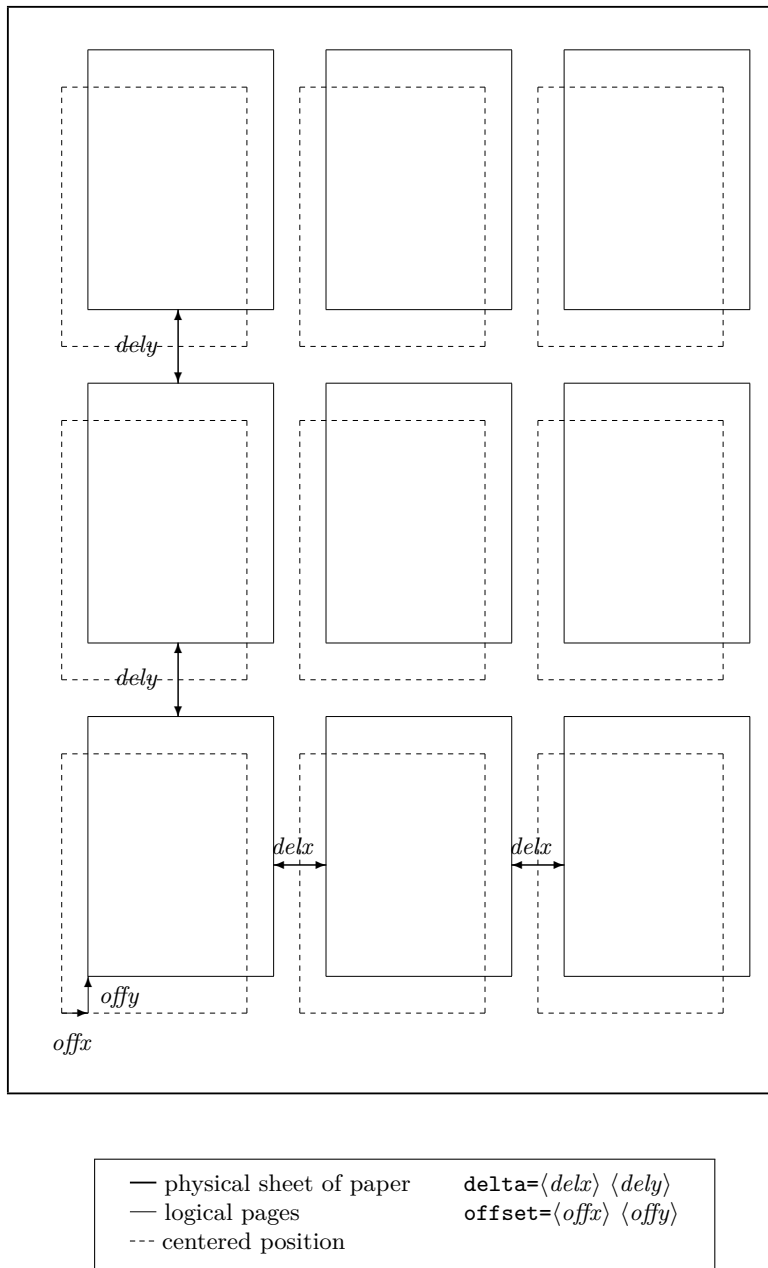 dely
dely
delx delx
offy
offx
physical sheet of paper delta=⟨delx⟩ ⟨dely⟩
logical pages offset=⟨offx⟩ ⟨offy⟩
centered position